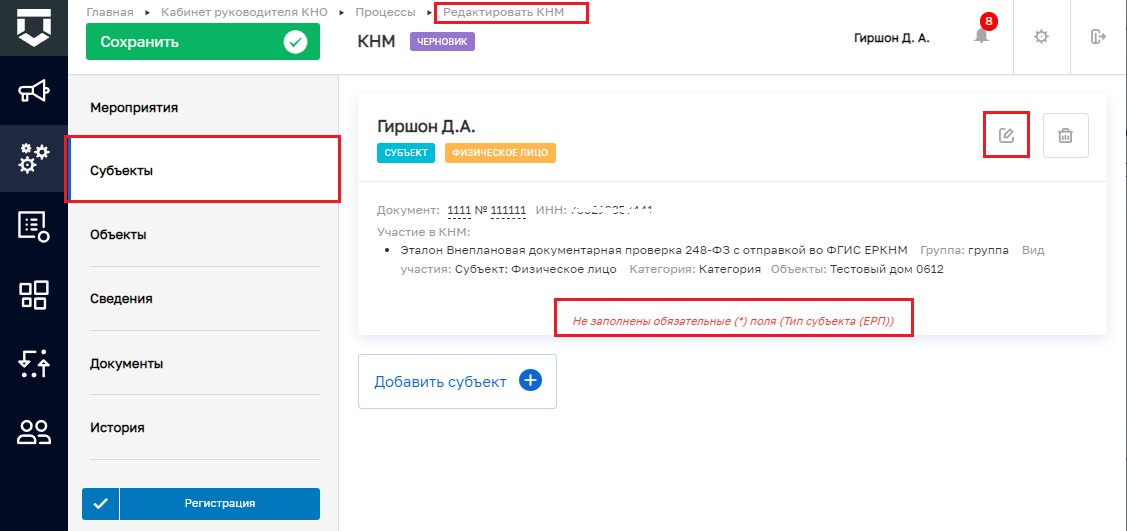 Главная ▸ Кабинет руководителя КНО ▸ Процессы ▸ Редактировать КНМ
Сохранить
КНМ ЧЕРНОВИК
Гиршон Д. А.
8
Мероприятия
Субъекты
Объекты
Сведения
Документы
История
Регистрация
Гиршон Д.А.
СУБЪЕКТ ФИЗИЧЕСКОЕ ЛИЦО
Документ: 1111 № 111111 ИНН:
Участие в КНМ:
• Эталон Внеплановая документарная проверка 248-ФЗ с отправкой во ФГИС ЕРКНМ Группа: группа Вид
участия: Субъект: Физическое лицо Категория: Категория Объекты: Тестовый дом 0612
Не заполнены обязательные (*) поля (Тип субъекта (ЕРП))
Добавить субъект